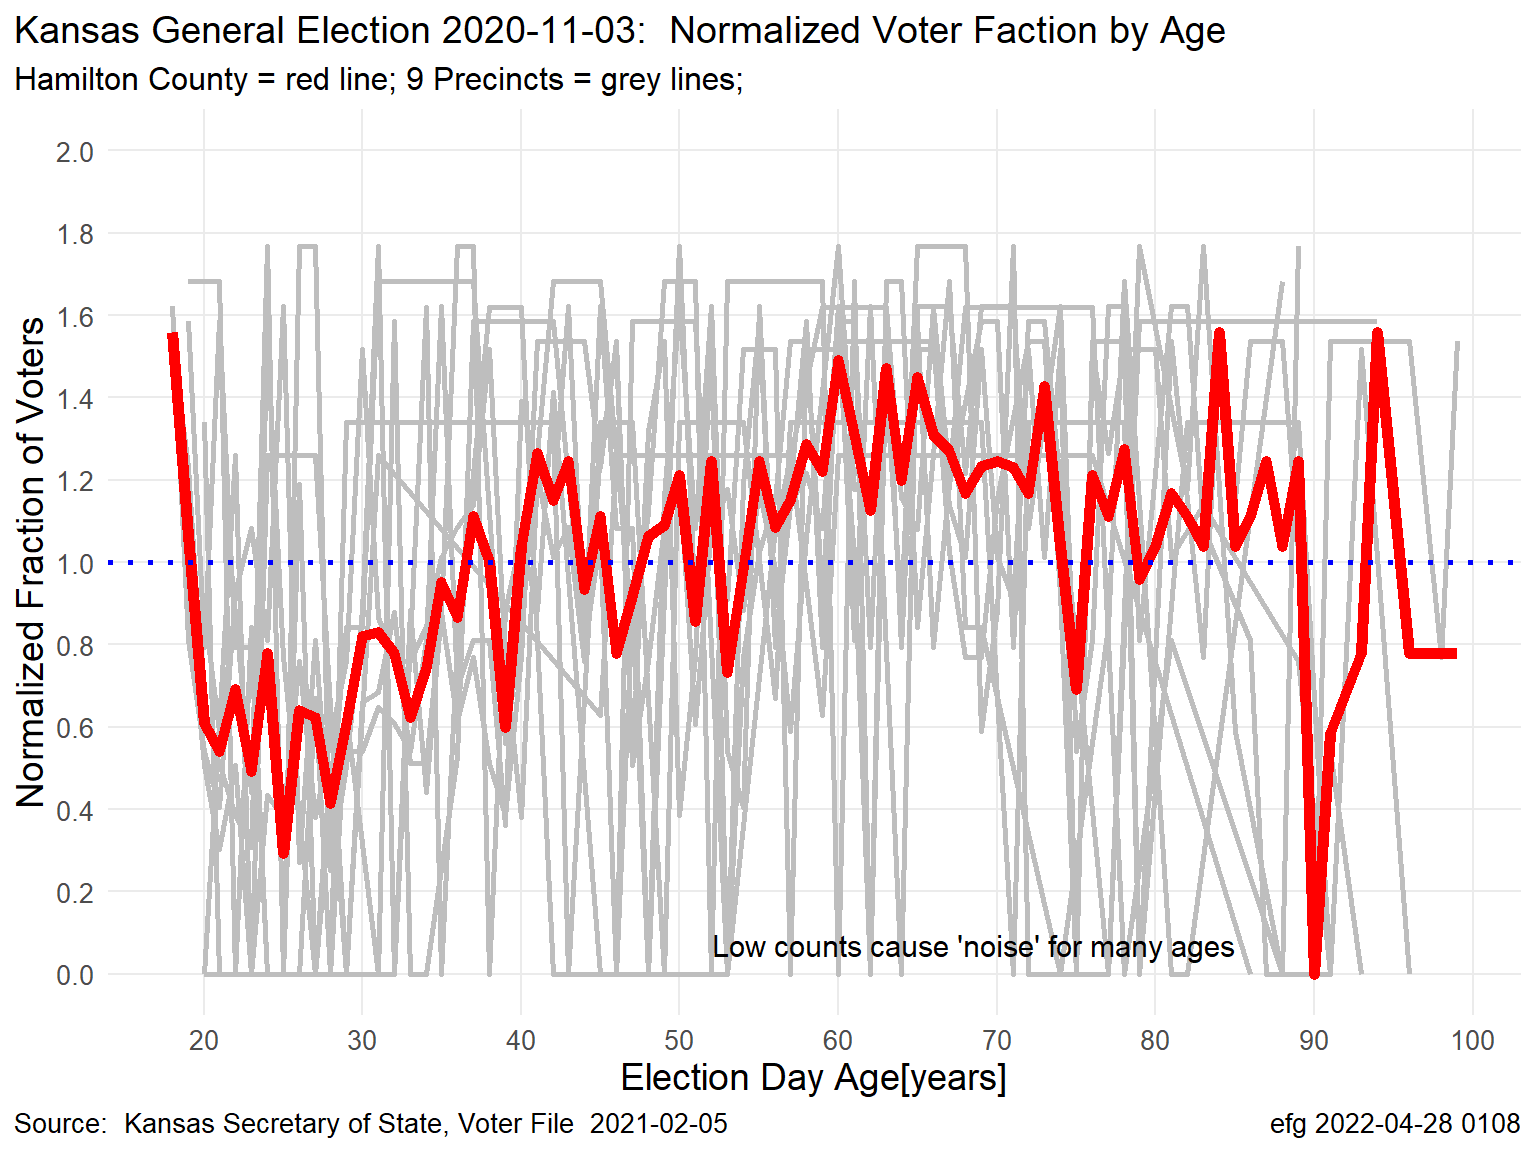 Kansas General Election 2020-11-03:  Normalized Voter Faction by Age
Hamilton County = red line; 9 Precincts = grey lines;
Normalized Fraction of Voters
2.0
1.8
1.6
1.4
1.2
1.0
0.8
0.6
0.4
0.2
0.0
Low counts cause 'noise' for many ages
20 30 40 50 60 70 80 90 100
Election Day Age[years]
Source:  Kansas Secretary of State, Voter File  2021-02-05
efg 2022-04-28 0108